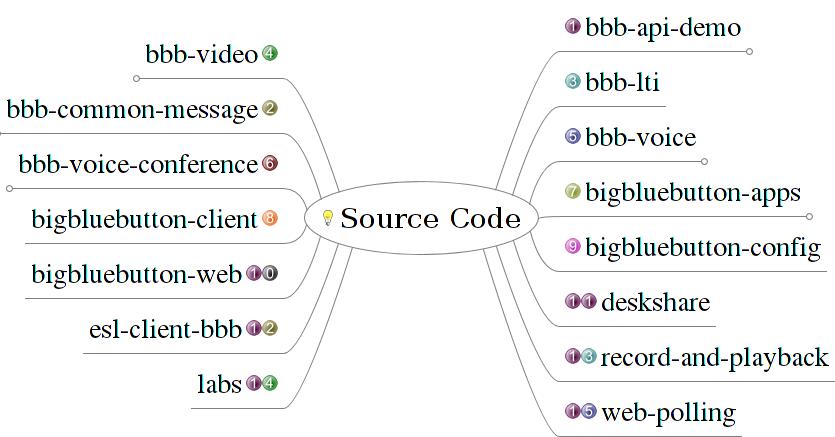 bbb-video 4
bbb-common-message 2
bbb-voice-conference 6
bigbluebutton-client 8
bigbluebutton-web 10
esl-client-bbb 12
labs 14
Source Code
1 bbb-api-demo
3 bbb-lti
5 bbb-voice
7 bigbluebutton-apps
9 bigbluebutton-config
11 deskshare
13 record-and-playback
15 web-polling